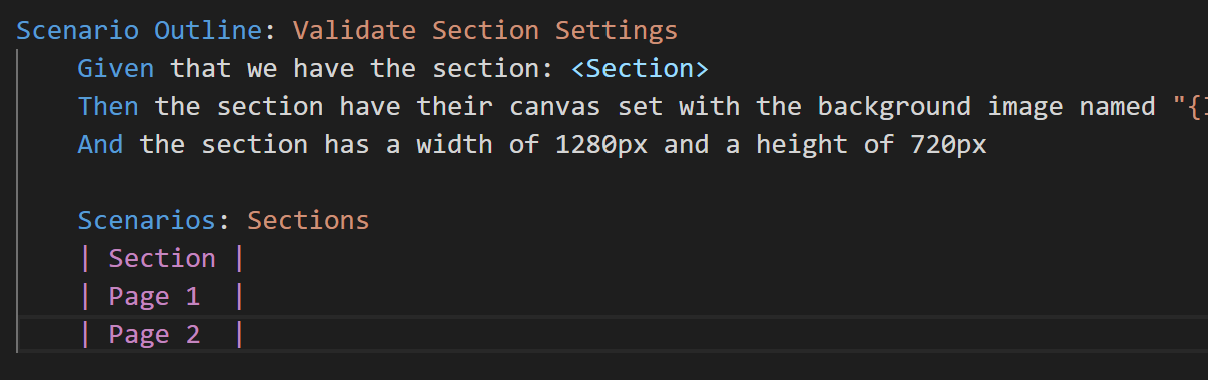 Scenario Outline: Validate Section Settings
Given that we have the section: <Section>
Then the section have their canvas set with the background image named "{
And the section has a width of 1280px and a height of 720px
Scenarios: Sections
| Section |
| Page 1 |
| Page 2 |